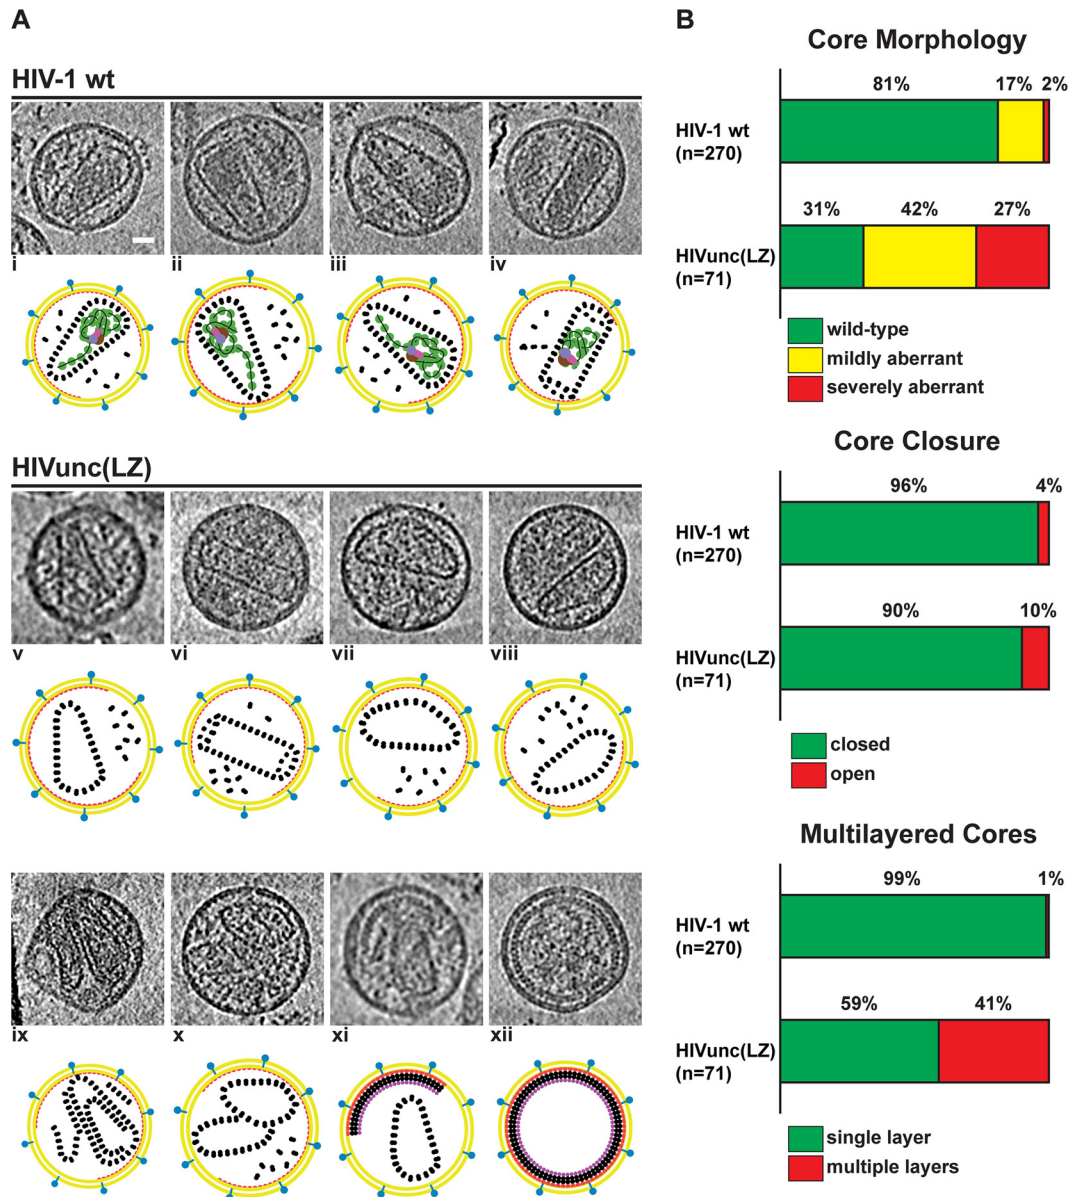 A
HIV-1 wt
i
ii
iii
iv
HIVunc(LZ)
v
vi
vii
viii
ix
x
xi
xii
B
Core Morphology
81%
17%
2%
HIV-1 wt
(n=270)
31%
42%
27%
HIVunc(LZ)
(n=71)
wild-type
mildly aberrant
severely aberrant
Core Closure
96%
4%
HIV-1 wt
(n=270)
90%
10%
HIVunc(LZ)
(n=71)
closed
open
Multilayered Cores
99%
1%
HIV-1 wt
(n=270)
59%
41%
HIVunc(LZ)
(n=71)
single layer
multiple layers